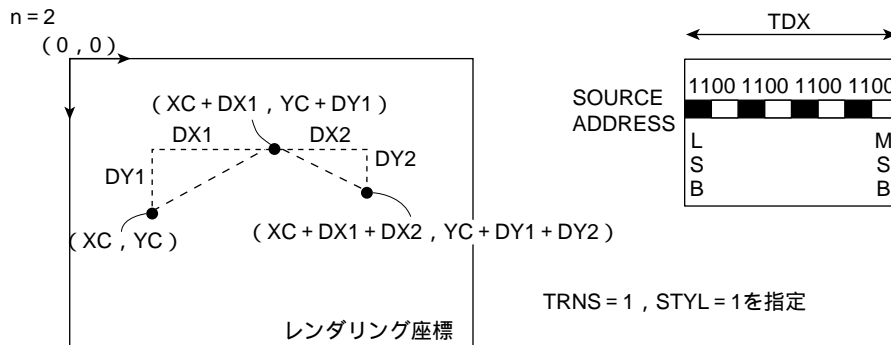 n = 2
( 0 , 0 )
( XC + DX1 , YC + DY1 )
DX1
DX2
DY1
DY2
( XC , YC )
( XC + DX1 + DX2 , YC + DY1 + DY2 )
レンダリング座標
TDX
1100 1100 1100 1100
SOURCE
ADDRESS
L
S
B
M
S
B
TRNS = 1 , STYL = 1を指定